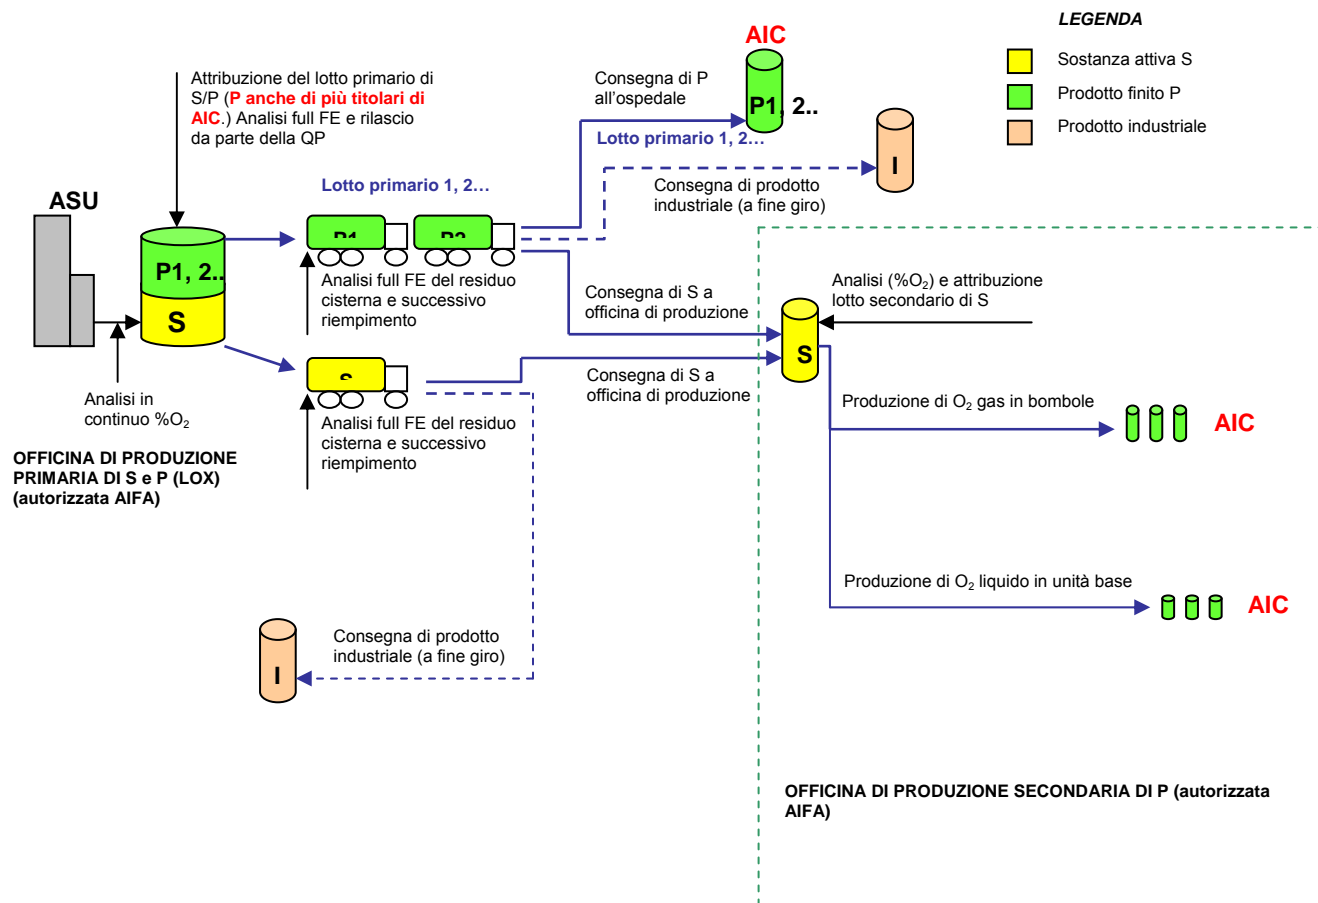 AIC
LEGENDA
Sostanza attiva S
Prodotto finito P
Prodotto industriale
Attribuzione del lotto primario di
S/P (P anche di più titolari di
AIC.) Analisi full FE e rilascio
da parte della QP
Consegna di P
all'ospedale
P1, 2..
Lotto primario 1, 2…
I
Consegna di prodotto
industriale (a fine giro)
Lotto primario 1, 2…
ASU
P1, 2..
S
P1
P2
Analisi full FE del residuo
cisterna e successivo
riempimento
Consegna di S a
officina di produzione
Analisi (%O₂) e attribuzione
lotto secondario di S
S
S
Consegna di S a
officina di produzione
Analisi in
continuo %O₂
Analisi full FE del residuo
cisterna e successivo
riempimento
Produzione di O₂ gas in bombole
AIC
OFFICINA DI PRODUZIONE
PRIMARIA DI S e P (LOX)
(autorizzata AIFA)
Produzione di O₂ liquido in unità base
AIC
Consegna di prodotto
industriale (a fine giro)
I
OFFICINA DI PRODUZIONE SECONDARIA DI P (autorizzata
AIFA)